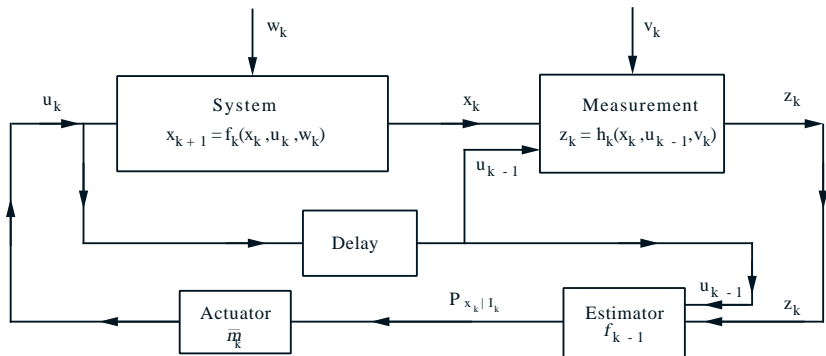 w_k
v_k
u_k
System
x_{k+1} = f_k(x_k, u_k, w_k)
x_k
Measurement
z_k = h_k(x_k, u_{k-1}, v_k)
z_k
u_{k-1}
Delay
P_{x_k | I_k}
u_{k-1}
z_k
Actuator
m̅_k
Estimator
f_{k-1}